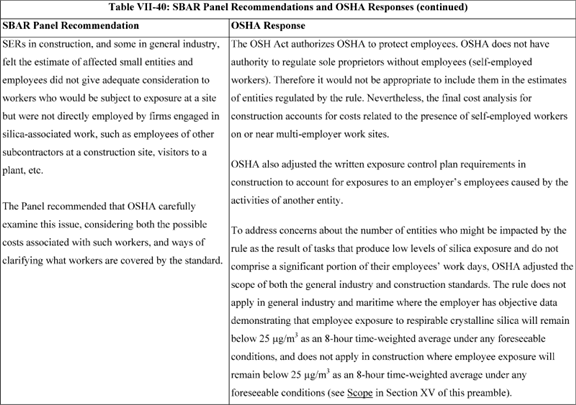 Table VII-40: SBAR Panel Recommendations and OSHA Responses (continued)
SBAR Panel Recommendation
SERs in construction, and some in general industry,
felt the estimate of affected small entities and
employees did not give adequate consideration to
workers who would be subject to exposure at a site
but were not directly employed by firms engaged in
silica-associated work, such as employees of other
subcontractors at a construction site, visitors to a
plant, etc.
The Panel recommended that OSHA carefully
examine this issue, considering both the possible
costs associated with such workers, and ways of
clarifying what workers are covered by the standard.
OSHA Response
The OSH Act authorizes OSHA to protect employees. OSHA does not have
authority to regulate sole proprietors without employees (self-employed
workers). Therefore it would not be appropriate to include them in the estimates
of entities regulated by the rule. Nevertheless, the final cost analysis for
construction accounts for costs related to the presence of self-employed workers
on or near multi-employer work sites.
OSHA also adjusted the written exposure control plan requirements in
construction to account for exposures to an employer's employees caused by the
activities of another entity.
To address concerns about the number of entities who might be impacted by the
rule as the result of tasks that produce low levels of silica exposure and do not
comprise a significant portion of their employees' work days, OSHA adjusted the
scope of both the general industry and construction standards. The rule does not
apply in general industry and maritime where the employer has objective data
demonstrating that employee exposure to respirable crystalline silica will remain
below 25 µg/m³ as an 8-hour time-weighted average under any foreseeable
conditions, and does not apply in construction where employee exposure will
remain below 25 µg/m³ as an 8-hour time-weighted average under any
foreseeable conditions (see Scope in Section XV of this preamble).